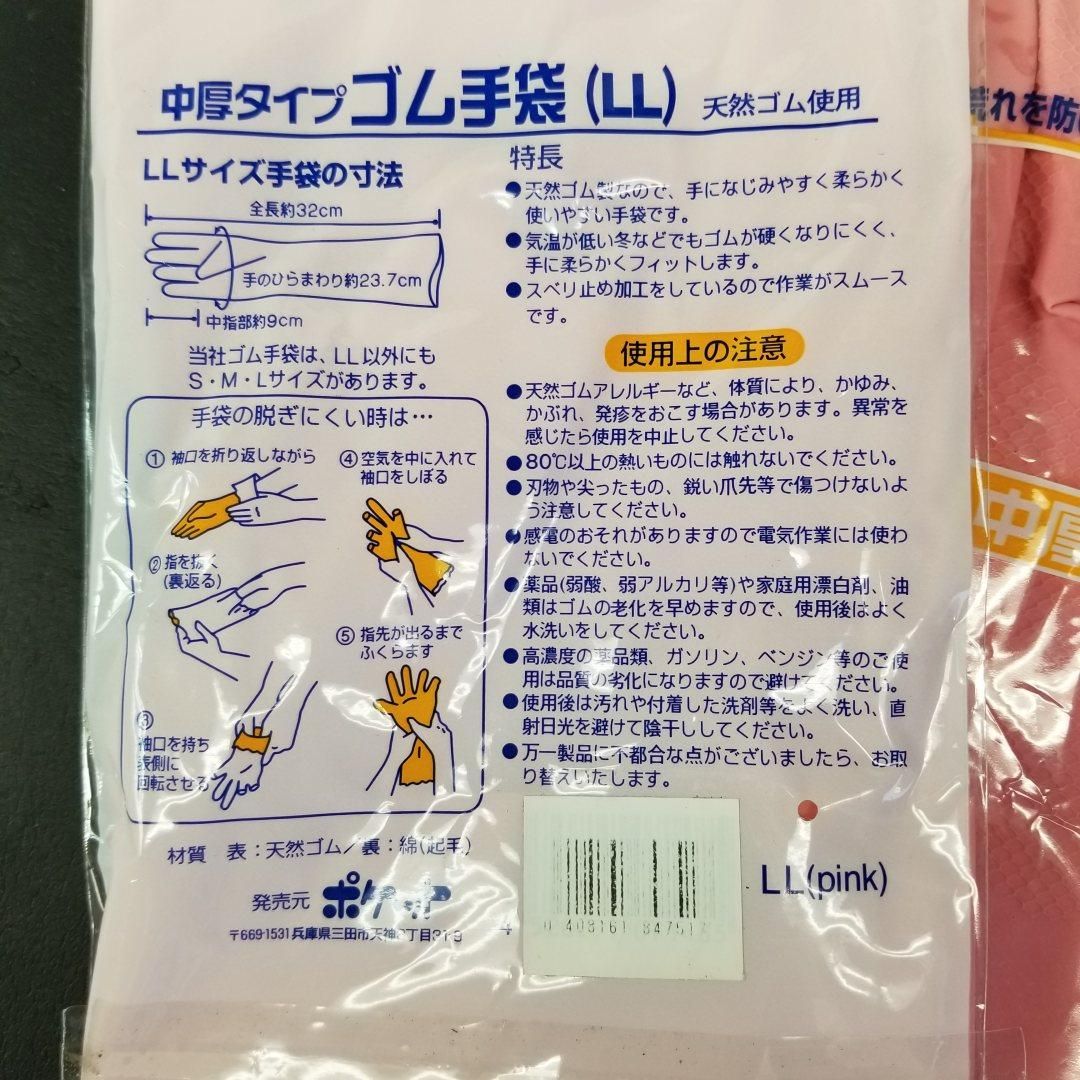 中厚タイプゴム手袋(LL) 天然ゴム使用
LLサイズ手袋の寸法
全長約32cm
手のひらまわり約23.7cm
中指部約9cm
当社ゴム手袋は、LL以外にも
S・M・Lサイズがあります。
手袋の脱ぎにくい時は…
① 袖口を折り返しながら
② 指を抜く
(裏返る)
③
袖口を持ち
表側に
回転させる
④ 空気を中に入れて
袖口をしぼる
⑤ 指先が出るまで
ふくらます
材質 表:天然ゴム/裏:綿(起毛)
発売元
〒669-1531兵庫県三田市天神
特長
●天然ゴム製なので、手になじみやすく柔らかく
使いやすい手袋です。
●気温が低い冬などでもゴムが硬くなりにくく、
手に柔らかくフィットします。
●スベリ止め加工をしているので作業がスムース
です。
使用上の注意
●天然ゴムアレルギーなど、体質により、かゆみ、
かぶれ、発疹をおこす場合があります。異常を
感じたら使用を中止してください。
●80℃以上の熱いものには触れないでください。
●刃物や尖ったもの、鋭い爪先等で傷つけないよ
う注意してください。
●感電のおそれがありますので電気作業には使わ
ないでください。
●薬品(弱酸、弱アルカリ等)や家庭用漂白剤、油
類はゴムの老化を早めますので、使用後はよく
水洗いをしてください。
●高濃度の薬品類、ガソリン、ベンジン等のご使
用は品質の劣化になりますので避けてください。
●使用後は汚れや付着した洗剤等をよく洗い、直
射日光を避けて陰干ししてください。
●万一製品に不都合な点がございましたら、お取
り替えいたします。
LL(pink)
荒れを防
中厚